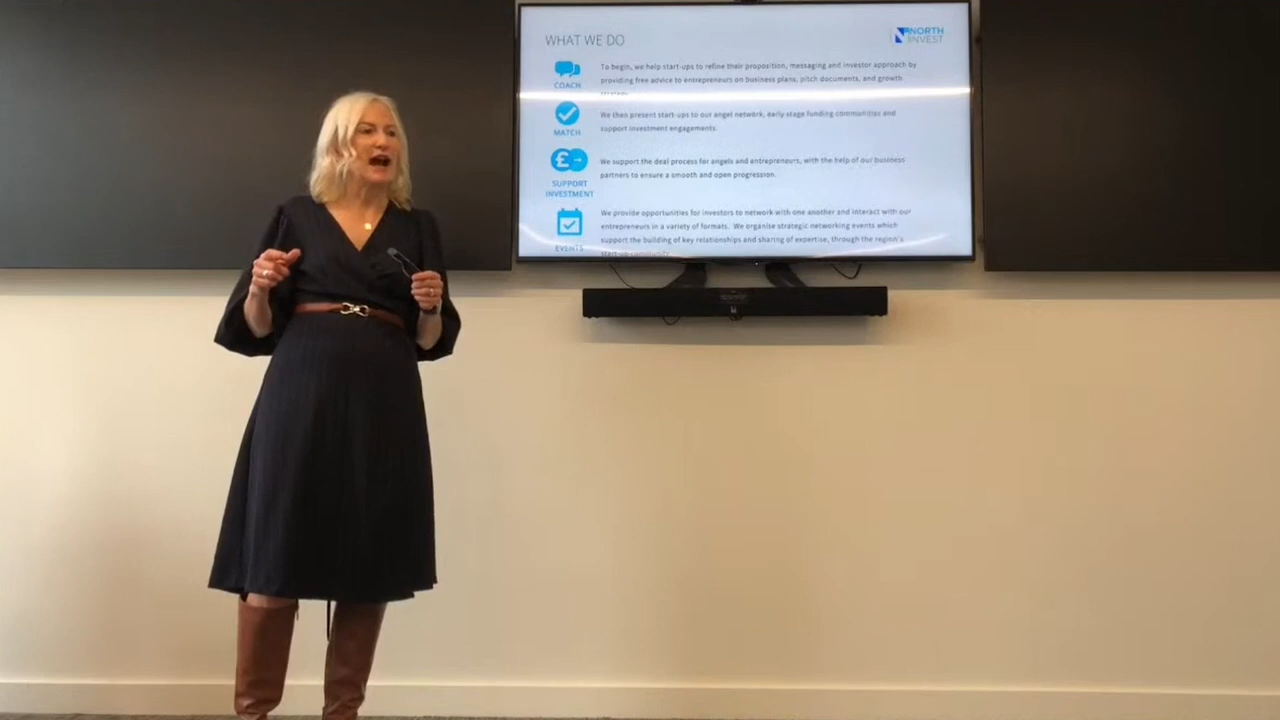 WHAT WE DO
NORTH
INVEST
COACH
To begin, we help start-ups to refine their proposition, messaging and investor approach by
providing free advice to entrepreneurs on business plans, pitch documents, and growth
MATCH
We then present start-ups to our angel network, early stage funding communities and
support investment engagements.
£
SUPPORT
INVESTMENT
We support the deal process for angels and entrepreneurs, with the help of our business
partners to ensure a smooth and open progression.
EVENTS
We provide opportunities for investors to network with one another and interact with our
entrepreneurs in a variety of formats. We organise strategic networking events which
support the building of key relationships and sharing of expertise, through the region's
start-up community.